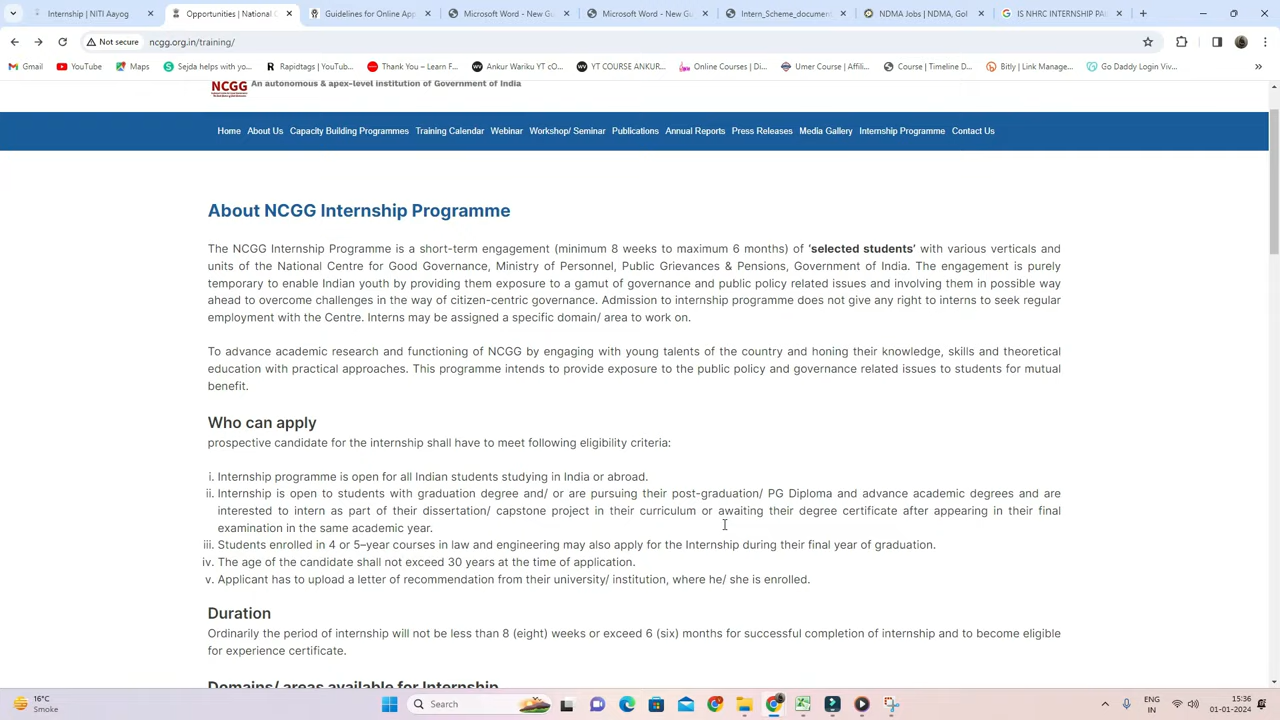 Internship | NITI Aayog
Opportunities | National C
Guidelines for Online App
Microsoft Word - New Gu
Microsoft Word - New Gu
Intern_Scheme_document
NDMA Jobs | NDMA, GoI
IS NHRC INTERNSHIP PAI
Not secure
ncgg.org.in/training/
Gmail
YouTube
Maps
Sejda helps with yo...
Rapidtags | YouTub...
Thank You – Learn F...
Ankur Wariku YT cO...
YT COURSE ANKUR...
Online Courses | Di...
Umer Course | Affili...
Course | Timeline D...
Bitly | Link Manage...
Go Daddy Login Viv...
NCGG
An autonomous & apex-level institution of Government of India
Home About Us Capacity Building Programmes Training Calendar Webinar Workshop/ Seminar Publications Annual Reports Press Releases Media Gallery Internship Programme Contact Us
About NCGG Internship Programme
The NCGG Internship Programme is a short-term engagement (minimum 8 weeks to maximum 6 months) of 'selected students' with various verticals and
units of the National Centre for Good Governance, Ministry of Personnel, Public Grievances & Pensions, Government of India. The engagement is purely
temporary to enable Indian youth by providing them exposure to a gamut of governance and public policy related issues and involving them in possible way
ahead to overcome challenges in the way of citizen-centric governance. Admission to internship programme does not give any right to interns to seek regular
employment with the Centre. Interns may be assigned a specific domain/ area to work on.
To advance academic research and functioning of NCGG by engaging with young talents of the country and honing their knowledge, skills and theoretical
education with practical approaches. This programme intends to provide exposure to the public policy and governance related issues to students for mutual
benefit.
Who can apply
prospective candidate for the internship shall have to meet following eligibility criteria:
i. Internship programme is open for all Indian students studying in India or abroad.
ii. Internship is open to students with graduation degree and/ or are pursuing their post-graduation/ PG Diploma and advance academic degrees and are
interested to intern as part of their dissertation/ capstone project in their curriculum or awaiting their degree certificate after appearing in their final
examination in the same academic year.
iii. Students enrolled in 4 or 5–year courses in law and engineering may also apply for the Internship during their final year of graduation.
iv. The age of the candidate shall not exceed 30 years at the time of application.
v. Applicant has to upload a letter of recommendation from their university/ institution, where he/ she is enrolled.
Duration
Ordinarily the period of internship will not be less than 8 (eight) weeks or exceed 6 (six) months for successful completion of internship and to become eligible
for experience certificate.
Domains/ areas available for Internship
16°C
Smoke
Search
ENG
IN
15:36
01-01-2024